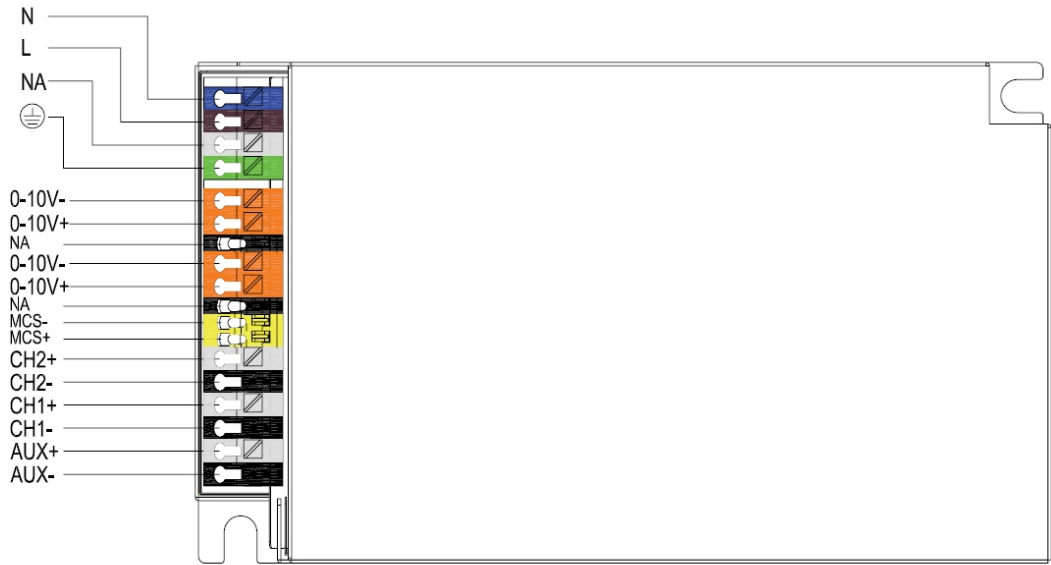 N
L
NA
0-10V-
0-10V+
NA
0-10V-
0-10V+
NA
MCS-
MCS+
CH2+
CH2-
CH1+
CH1-
AUX+
AUX-